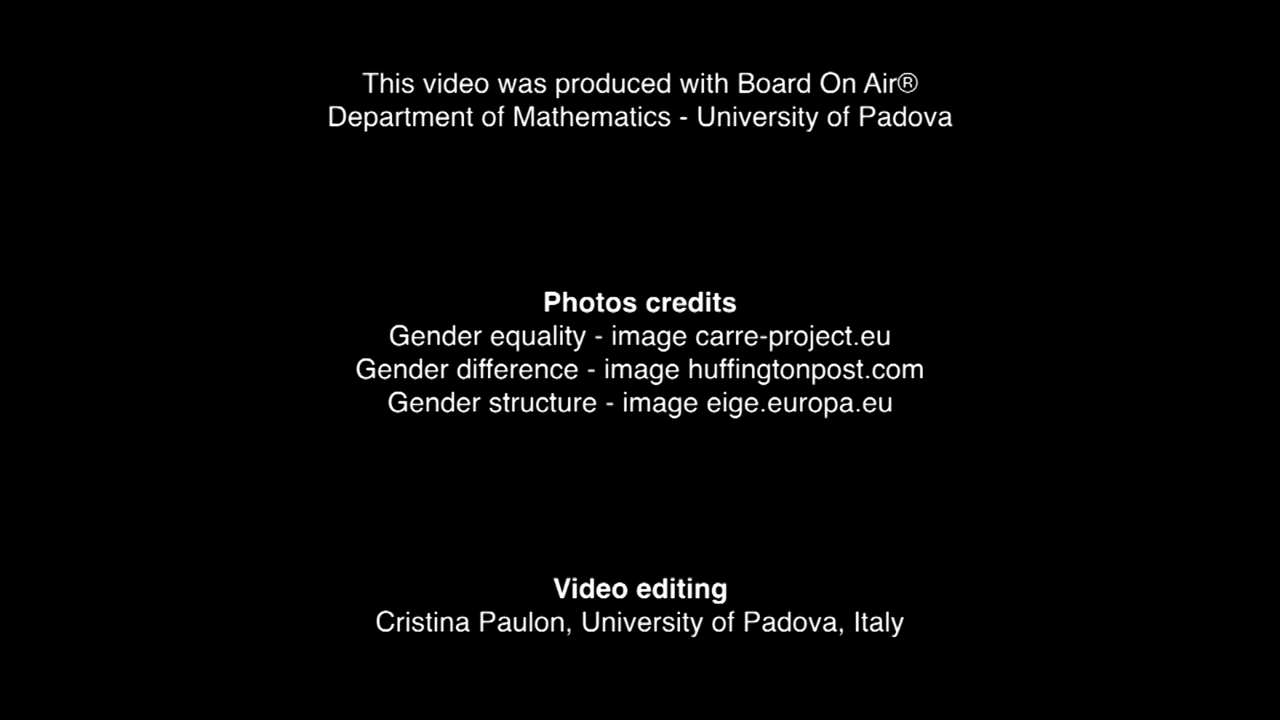 This video was produced with Board On Air®
Department of Mathematics - University of Padova
Photos credits
Gender equality - image carre-project.eu
Gender difference - image huffingtonpost.com
Gender structure - image eige.europa.eu
Video editing
Cristina Paulon, University of Padova, Italy